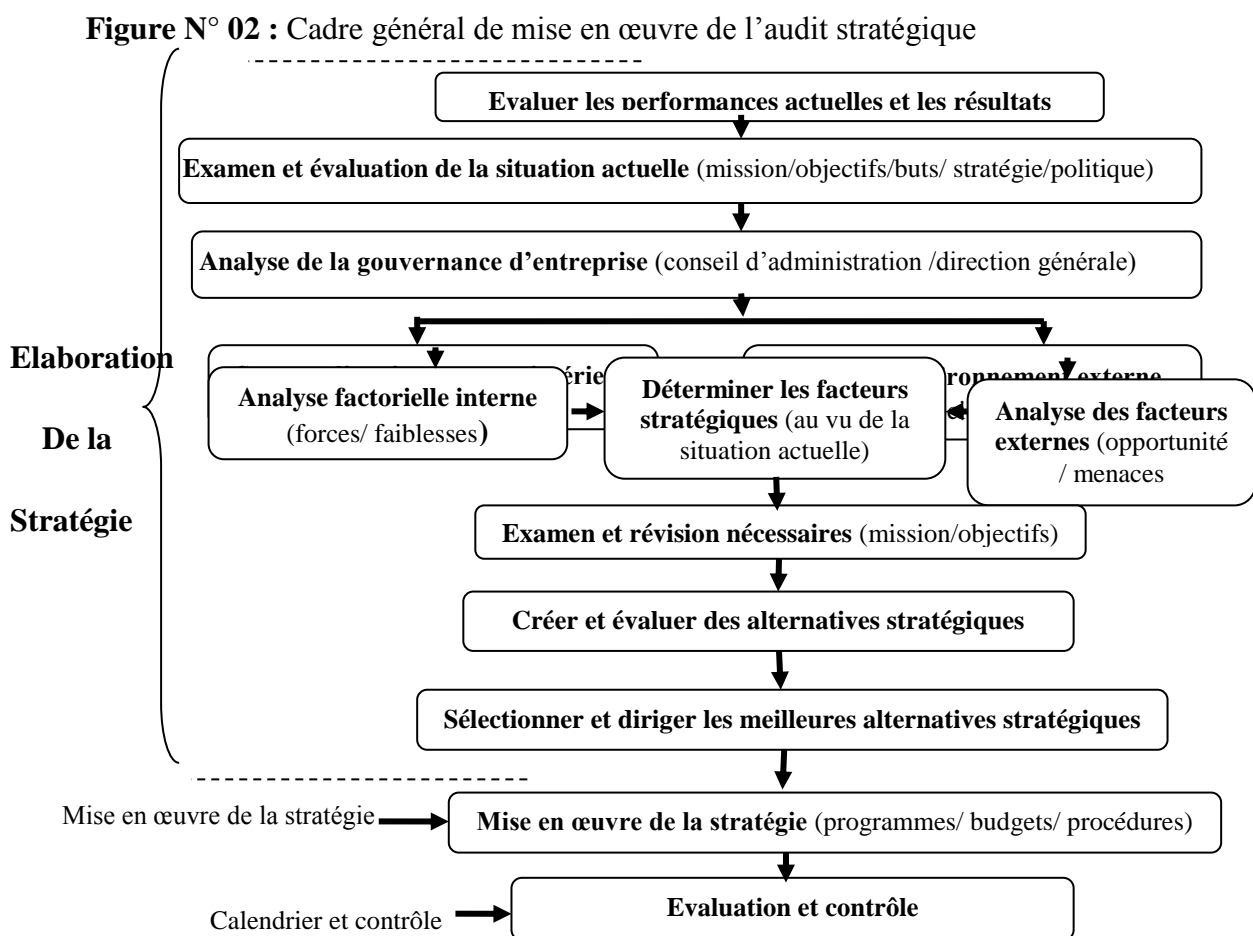 Figure N° 02 : Cadre général de mise en œuvre de l’audit stratégique
Evaluer les performances actuelles et les résultats
Examen et évaluation de la situation actuelle (mission/objectifs/buts/ stratégie/politique)
Analyse de la gouvernance d’entreprise (conseil d’administration /direction générale)
Elaboration
De la
Stratégie
externe
Analyse factorielle interne
(forces/ faiblesses)
Déterminer les facteurs
stratégiques (au vu de la
situation actuelle)
Analyse des facteurs
externes (opportunité
/ menaces
Examen et révision nécessaires (mission/objectifs)
Créer et évaluer des alternatives stratégiques
Sélectionner et diriger les meilleures alternatives stratégiques
Mise en œuvre de la stratégie
Mise en œuvre de la stratégie (programmes/ budgets/ procédures)
Calendrier et contrôle
Evaluation et contrôle